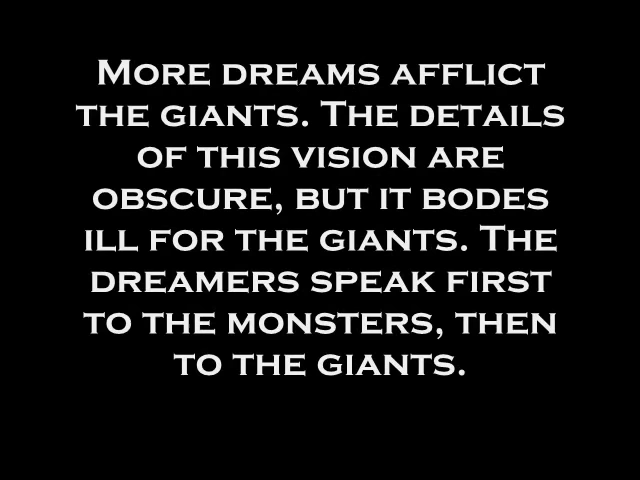 More dreams afflict
the giants. The details
of this vision are
obscure, but it bodes
ill for the giants. The
dreamers speak first
to the monsters, then
to the giants.